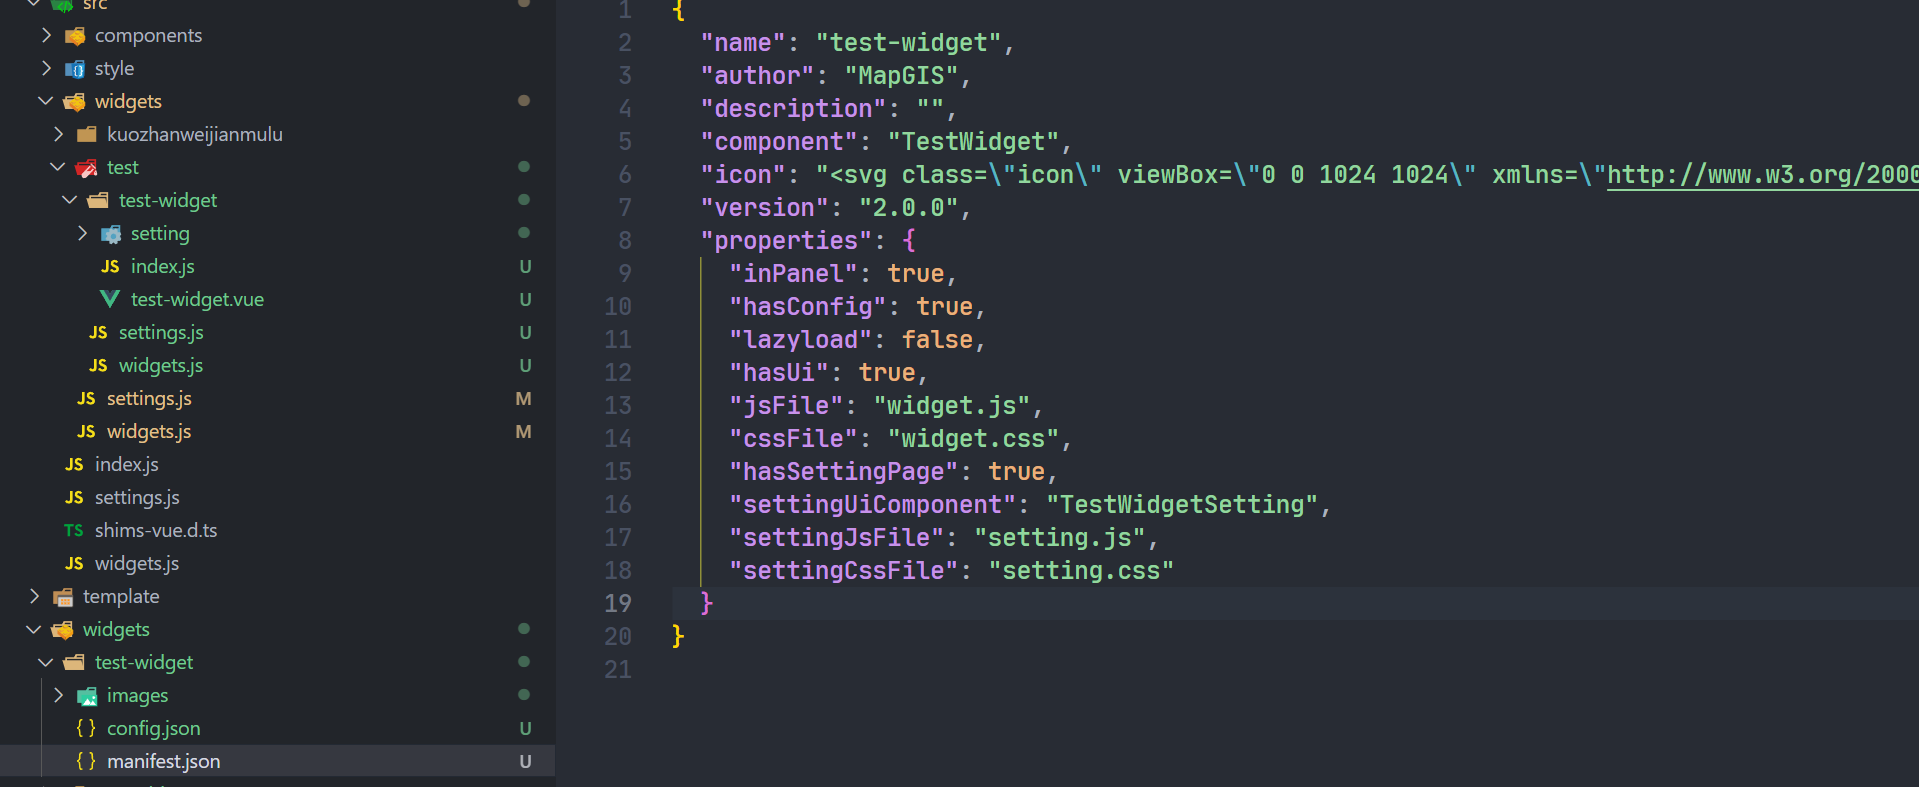 src
components
style
widgets
kuozhanweijianmulu
test
test-widget
setting
JS index.js U
test-widget.vue U
JS settings.js U
JS widgets.js U
JS settings.js M
JS widgets.js M
JS index.js
JS settings.js
TS shims-vue.d.ts
JS widgets.js
template
widgets
test-widget
images
{} config.json U
{} manifest.json U
1 {
2 "name": "test-widget",
3 "author": "MapGIS",
4 "description": "",
5 "component": "TestWidget",
6 "icon": "<svg class=\"icon\" viewBox=\"0 0 1024 1024\" xmlns=\"http://www.w3.org/2000
7 "version": "2.0.0",
8 "properties": {
9 "inPanel": true,
10 "hasConfig": true,
11 "lazyload": false,
12 "hasUi": true,
13 "jsFile": "widget.js",
14 "cssFile": "widget.css",
15 "hasSettingPage": true,
16 "settingUiComponent": "TestWidgetSetting",
17 "settingJsFile": "setting.js",
18 "settingCssFile": "setting.css"
19 }
20 }
21